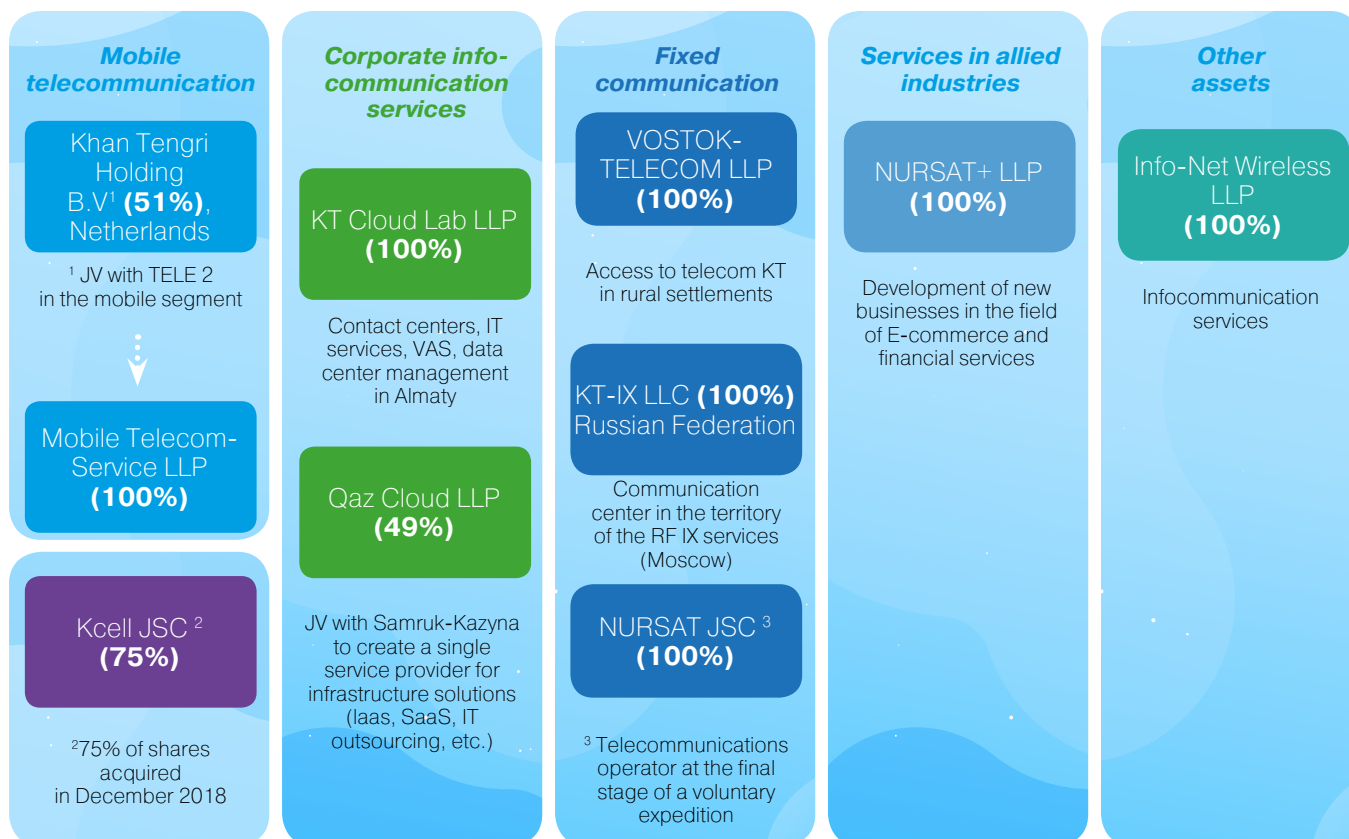 Mobile
telecommunication
Khan Tengri
Holding
B.V¹ (51%),
Netherlands
¹ JV with TELE 2
in the mobile segment
Mobile Telecom-
Service LLP
(100%)
Kcell JSC ²
(75%)
²75% of shares
acquired
in December 2018
Corporate info-
communication
services
KT Cloud Lab LLP
(100%)
Contact centers, IT
services, VAS, data
center management
in Almaty
Qaz Cloud LLP
(49%)
JV with Samruk-Kazyna
to create a single
service provider for
infrastructure solutions
(Iaas, SaaS, IT
outsourcing, etc.)
Fixed
communication
VOSTOK-
TELECOM LLP
(100%)
Access to telecom KT
in rural settlements
KT-IX LLC (100%)
Russian Federation
Communication
center in the territory
of the RF IX services
(Moscow)
NURSAT JSC ³
(100%)
³ Telecommunications
operator at the final
stage of a voluntary
expedition
Services in allied
industries
NURSAT+ LLP
(100%)
Development of new
businesses in the field
of E-commerce and
financial services
Other
assets
Info-Net Wireless
LLP
(100%)
Infocommunication
services